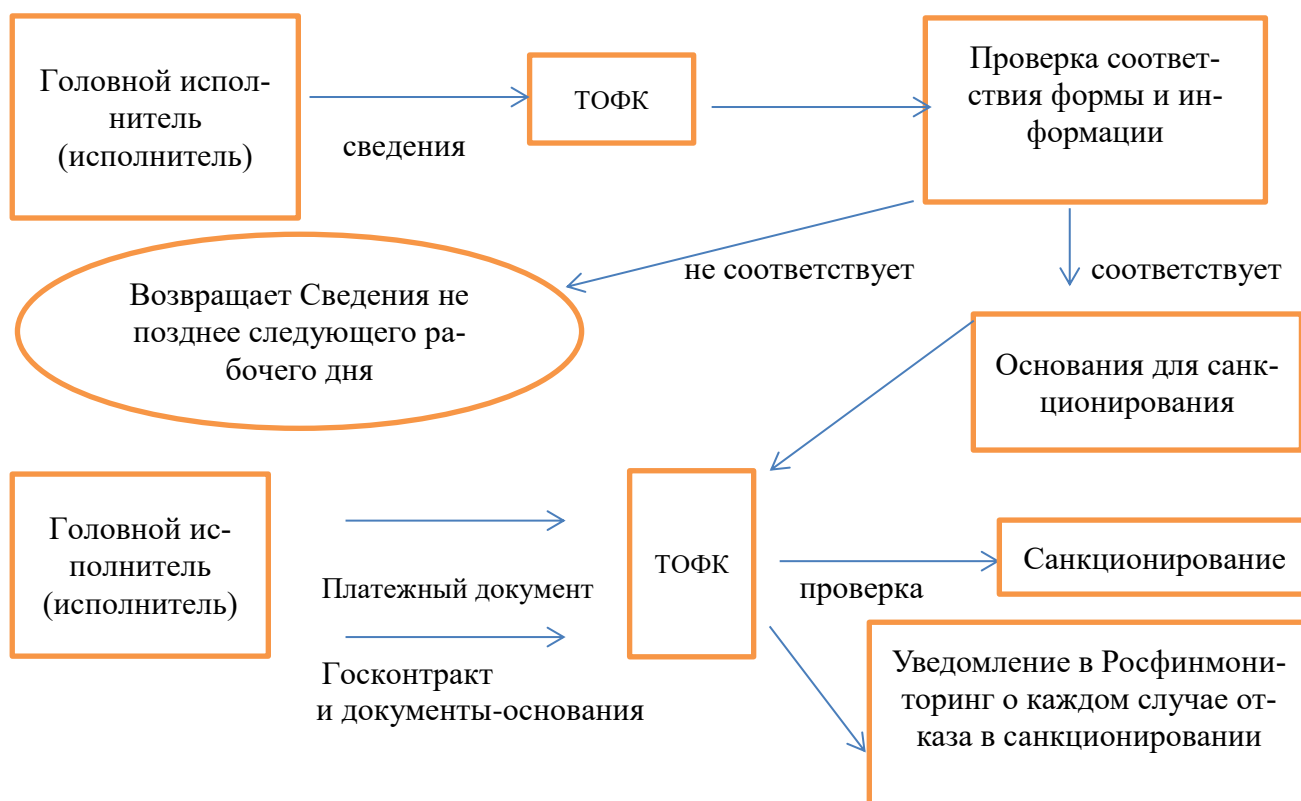 Головной испол-
нитель
(исполнитель)
сведения
ТОФК
Проверка соответ-
ствия формы и ин-
формации
не соответствует
соответствует
Возвращает Сведения не
позднее следующего ра-
бочего дня
Основания для санк-
ционирования
Головной ис-
полнитель
(исполнитель)
Платежный документ
Госконтракт
и документы-основания
ТОФК
проверка
Санкционирование
Уведомление в Росфинмони-
торинг о каждом случае от-
каза в санкционировании